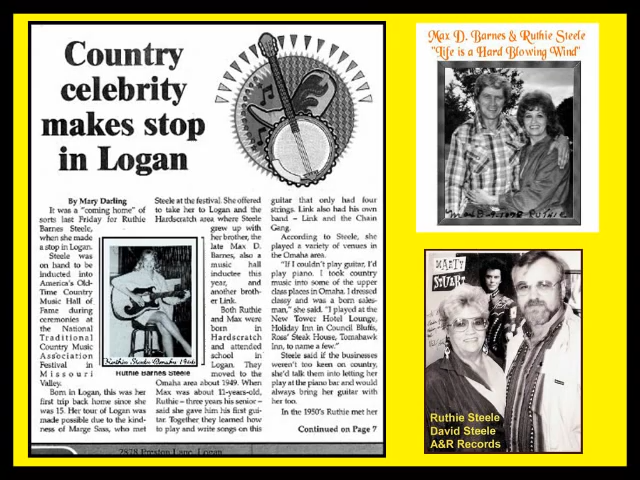 Country
celebrity
makes stop
in Logan
By Mary Darling
It was a "coming home" of
sorts last Friday for Ruthie
Barnes Steele,
when she made
a stop in Logan.
Steele was
on hand to be
inducted into
America's Old-
Time Country
Music Hall of
Fame during
ceremonies at
the National
Traditional
Country Music
Association
Festival in
Missouri
Valley.
Born in Logan, this was her
first trip back home since she
was 15. Her tour of Logan was
made possible due to the kind-
ness of Marge Sass, who met
Ruthie Steele Omaha 1966
Ruthie Barnes Steele
Steele at the festival. She offered
to take her to Logan and the
Hardscratch area where Steele
grew up with
her brother, the
late Max D.
Barnes, also a
music hall
inductee this
year, and
another broth-
er Link.
Both Ruthie
and Max were
born in
Hardscratch
and attended
school in
Logan. They
moved to the
Omaha area about 1949. When
Max was about 11-years-old,
Ruthie – three years his senior –
said she gave him his first gui-
tar. Together they learned how
to play and write songs on this
guitar that only had four
strings. Link also had his own
band – Link and the Chain
Gang.
According to Steele, she
played a variety of venues in
the Omaha area.
"If I couldn't play guitar, I'd
play piano. I took country
music into some of the upper
class places in Omaha. I dressed
classy and was a born sales-
man," she said. "I played at the
New Tower Hotel Lounge,
Holiday Inn in Council Bluffs,
Ross' Steak House, Tomahawk
Inn, to name a few."
Steele said if the businesses
weren't too keen on country,
she'd talk them into letting her
play at the piano bar and would
always bring her guitar with
her too.
In the 1950's Ruthie met her
Continued on Page 7
2828 Preston Lane, Logan
Max D. Barnes & Ruthie Steele
"Life is a Hard Blowing Wind"
MARTY
STUART
Ruthie Steele
David Steele
A&R Records